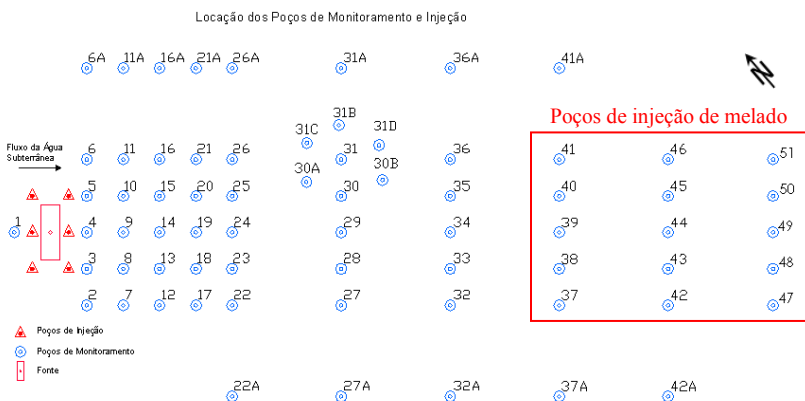 Locação dos Poços de Monitoramento e Injeção
6A 11A 16A 21A 26A 31A 36A 41A
N
31B
Poços de injeção de melado
31C 31D
Fluxo da Água
Subterrânea
6 11 16 21 26 31 36 41 46 51
30A 30B
5 10 15 20 25 30 35 40 45 50
1 4 9 14 19 24 29 34 39 44 49
3 8 13 18 23 28 33 38 43 48
2 7 12 17 22 27 32 37 42 47
Poços de Injeção
Poços de Monitoramento
Fonte
22A 27A 32A 37A 42A